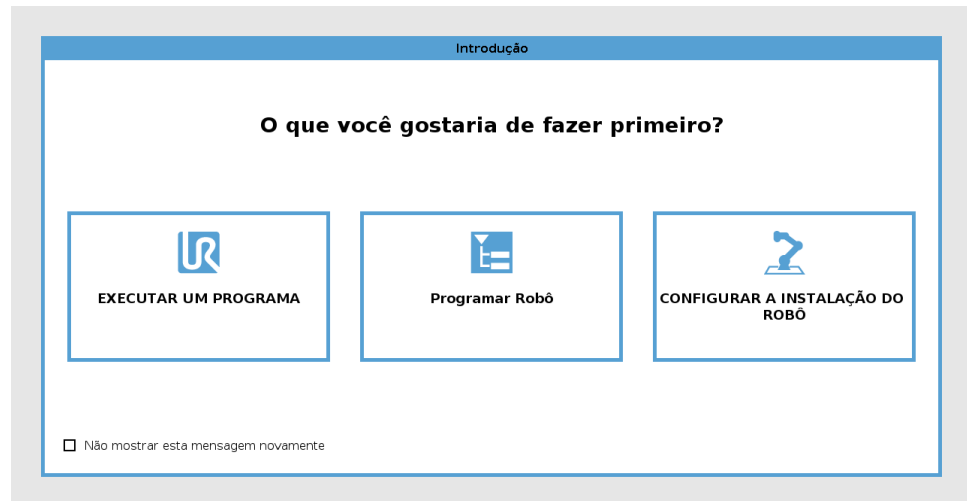 Introdução
O que você gostaria de fazer primeiro?
EXECUTAR UM PROGRAMA
Programar Robô
CONFIGURAR A INSTALAÇÃO DO
ROBÔ
Não mostrar esta mensagem novamente